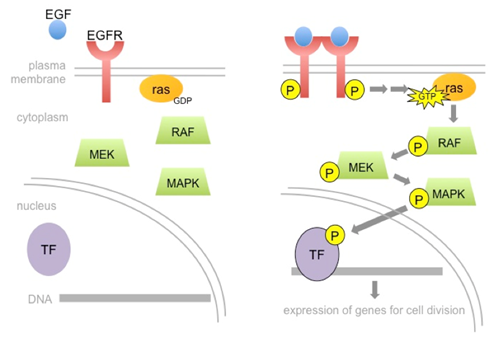 EGF
EGFR
plasma
membrane
ras
GDP
cytoplasm
RAF
MEK
MAPK
nucleus
TF
DNA
P
P
GTP
ras
P
RAF
P
MEK
P
MAPK
P
TF
expression of genes for cell division